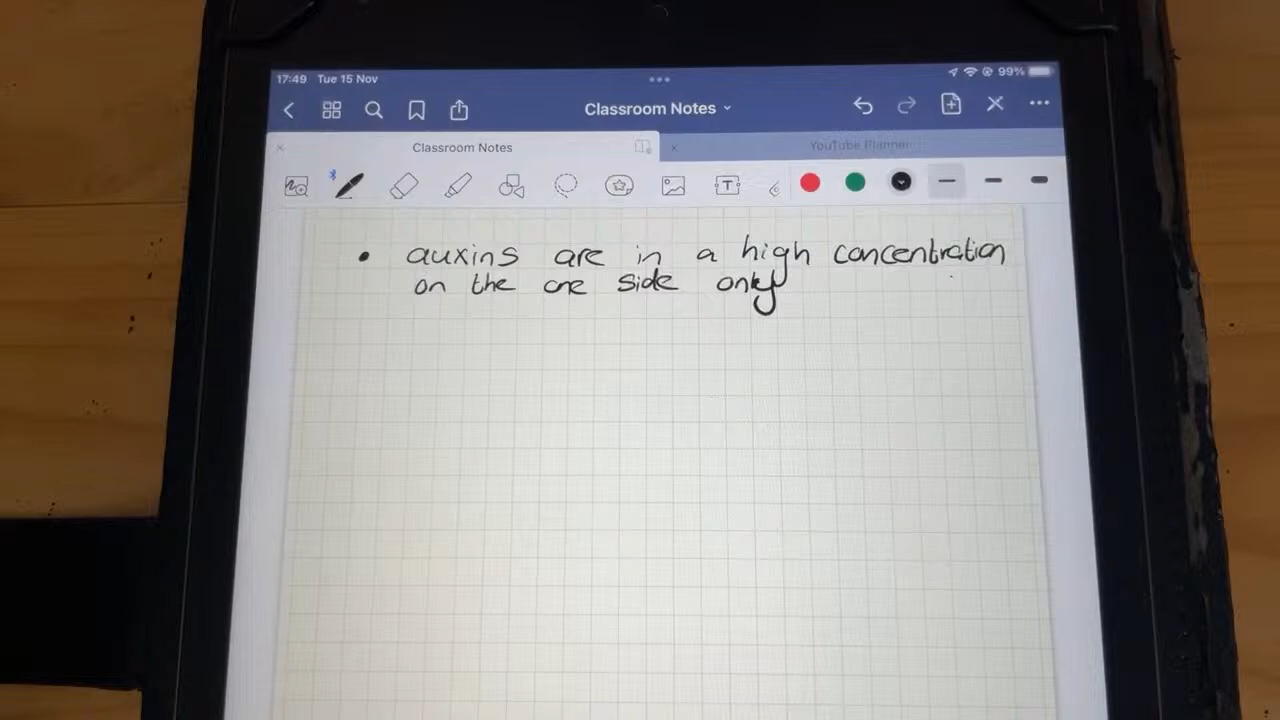 17:49 Tue 15 Nov 99%
Classroom Notes
Classroom Notes YouTube Planner
T
• auxins are in a high concentration
on the one side only